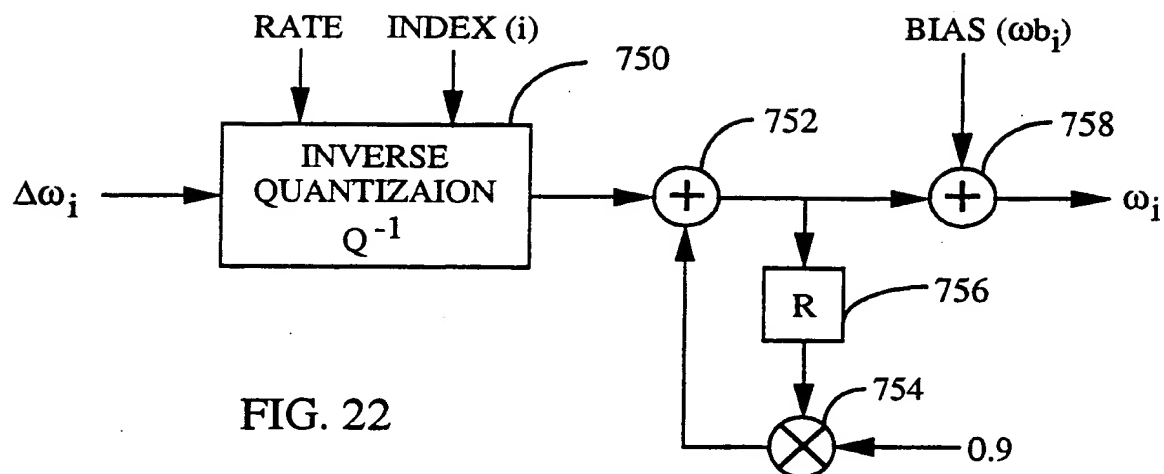 RATE INDEX (i) BIAS (ωbᵢ)
750
752
758
INVERSE
QUANTIZAION
Q⁻¹
Δωᵢ
+
+
ωᵢ
R
756
754
0.9
FIG. 22